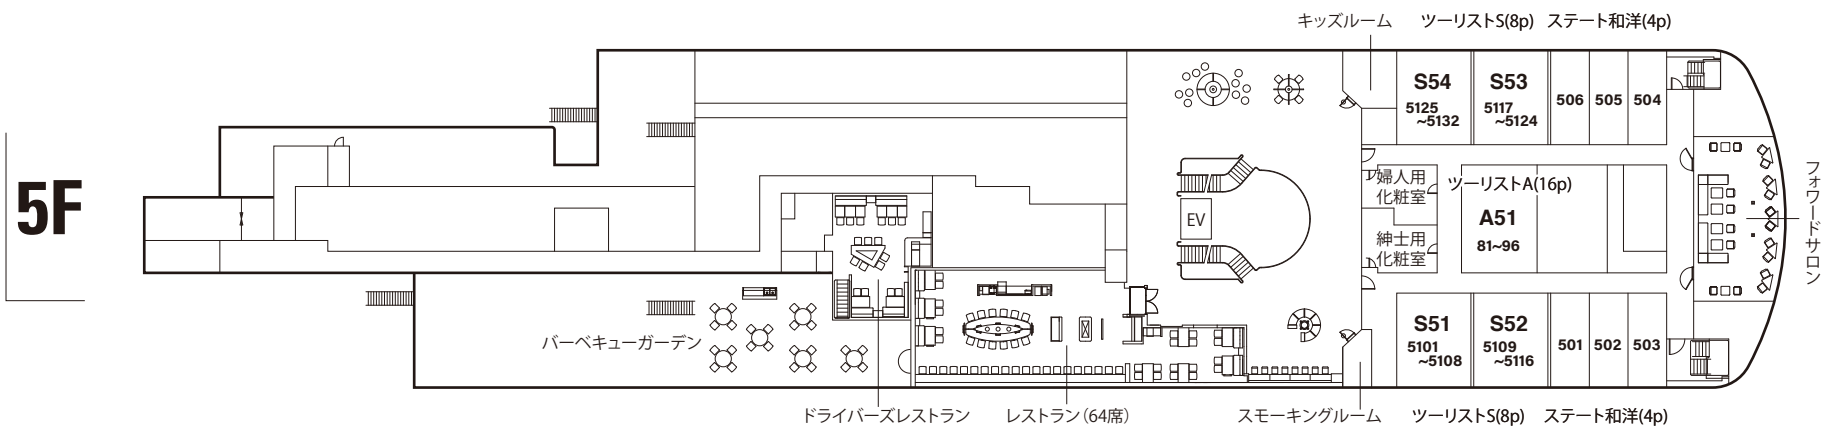 キッズルーム ツーリストS(8p) ステート和洋(4p)
5F
S54
5125
~5132
S53
5117
~5124
506 505 504
婦人用
化粧室
ツーリストA(16p)
A51
81~96
EV
紳士用
化粧室
フォワードサロン
S51
5101
~5108
S52
5109
~5116
501 502 503
バーベキューガーデン
ドライバーズレストラン レストラン(64席) スモーキングルーム ツーリストS(8p) ステート和洋(4p)